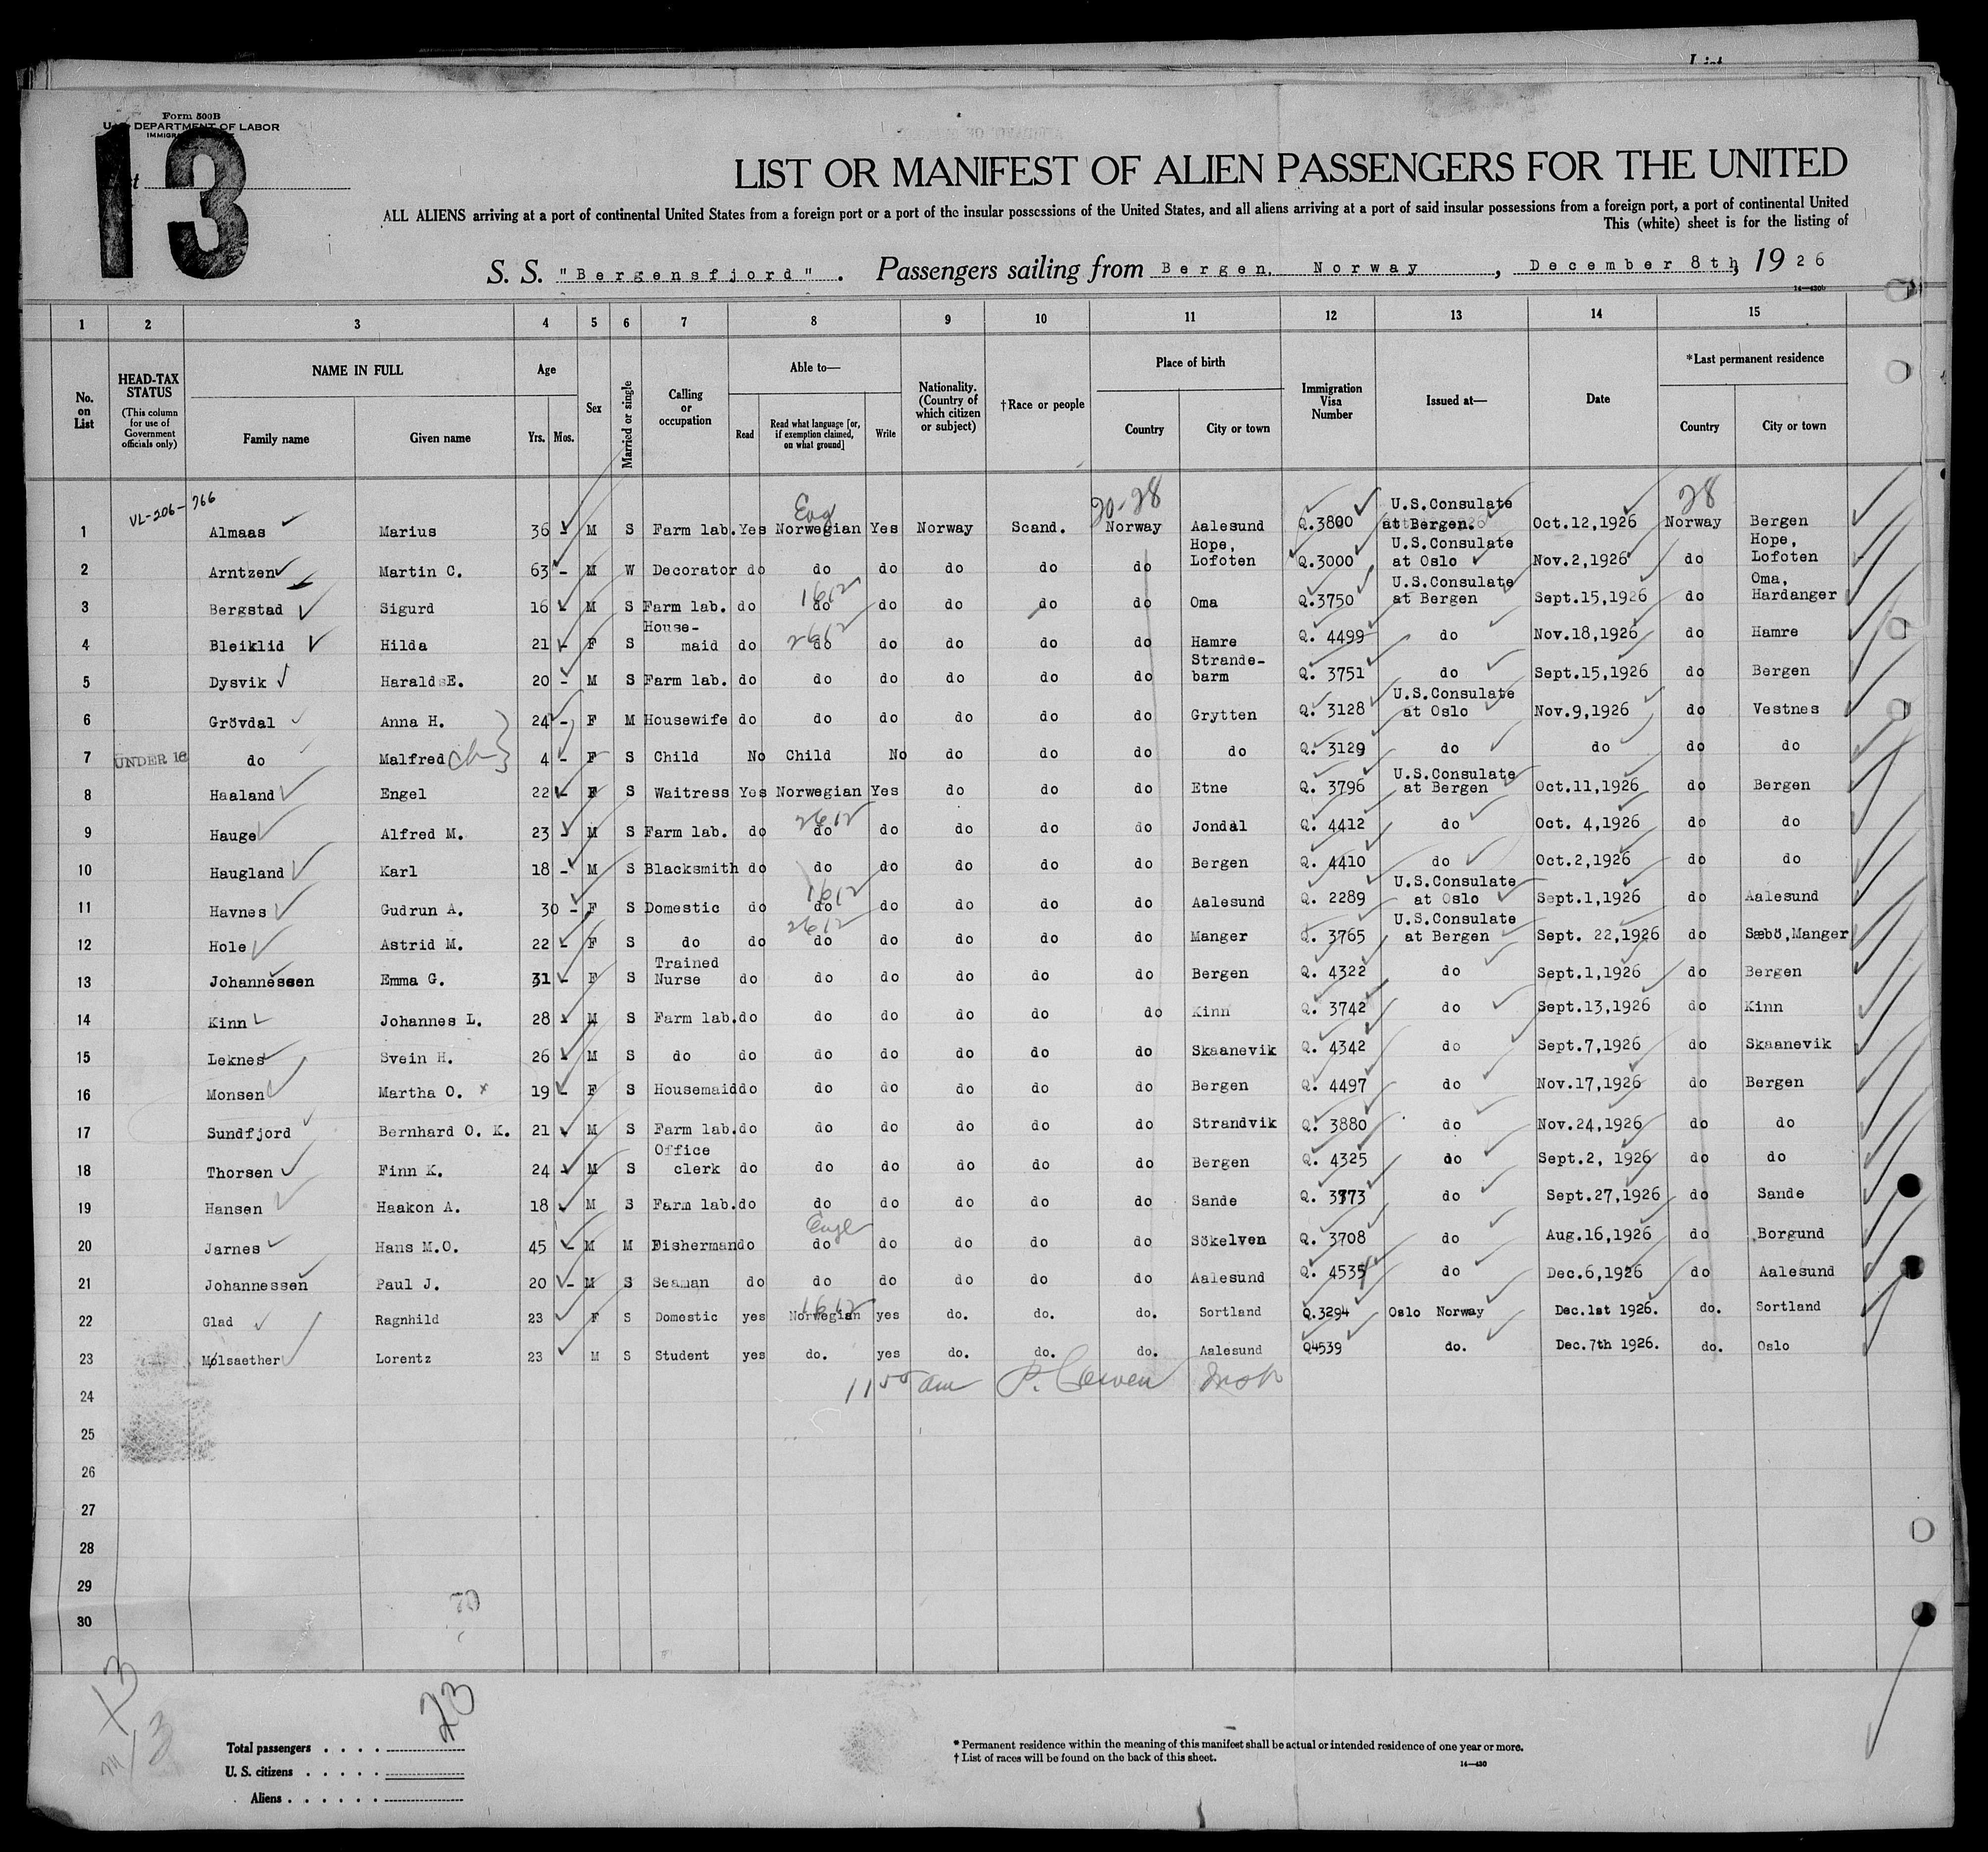 Form 500B
U. S. DEPARTMENT OF LABOR
13
LIST OR MANIFEST OF ALIEN PASSENGERS FOR THE UNITED
ALL ALIENS arriving at a port of continental United States from a foreign port or a port of the insular possessions of the United States, and all aliens arriving at a port of said insular possessions from a foreign port, a port of continental United
This (white) sheet is for the listing of
S. S. "Bergensfjord". Passengers sailing from Bergen, Norway, December 8th, 1926
1 2 3 4 5 6 7 8 9 10 11 12 13 14 15
No. on List
HEAD-TAX STATUS (This column for use of Government officials only)
NAME IN FULL Family name Given name
Age Yrs. Mos.
Sex
Married or single
Calling or occupation
Able to— Read Read what language [or, if exemption claimed, on what ground] Write
Nationality. (Country of which citizen or subject)
†Race or people
Place of birth Country City or town
Immigration Visa Number
Issued at—
Date
*Last permanent residence Country City or town
VL-206-766 Eng 20-28 28
1 Almaas Marius 36 - M S Farm lab. Yes Norwegian Yes Norway Scand. Norway Aalesund Q.3800 U.S.Consulate at Bergen. Oct.12,1926 Norway Bergen
2 Arntzen Martin C. 63 - M W Decorator do do do do do do Hope, Lofoten Q.3000 U.S.Consulate at Oslo Nov.2,1926 do Hope, Lofoten
3 Bergstad Sigurd 16 - M S Farm lab. do do do do do do Oma Q.3750 U.S.Consulate at Bergen Sept.15,1926 do Oma, Hardanger
4 Bleiklid Hilda 21 - F S House-maid do do do do do do Hamre Q. 4499 do Nov.18,1926 do Hamre
5 Dysvik Harald E. 20 - M S Farm lab. do do do do do do Strande-barm Q. 3751 do Sept.15,1926 do Bergen
6 Grövdal Anna H. 24 - F M Housewife do do do do do do Grytten Q. 3128 U.S.Consulate at Oslo Nov.9,1926 do Vestnes
7 UNDER 16 do Malfred 4 - F S Child No Child No do do do do Q. 3129 do do do do
8 Haaland Engel 22 - F S Waitress Yes Norwegian Yes do do do Etne Q. 3796 U.S.Consulate at Bergen Oct.11,1926 do Bergen
9 Hauge Alfred M. 23 - M S Farm lab. do do do do do do Jondal Q. 4412 do Oct. 4,1926 do do
10 Haugland Karl 18 - M S Blacksmith do do do do do do Bergen Q. 4410 do Oct.2,1926 do do
11 Havnes Gudrun A. 30 - F S Domestic do do do do do do Aalesund Q. 2289 U.S.Consulate at Oslo Sept.1,1926 do Aalesund
12 Hole Astrid M. 22 - F S do do do do do do do Manger Q. 3765 U.S.Consulate at Bergen Sept. 22,1926 do Sæbö,Manger
13 Johannessen Emma G. 31 - F S Trained Nurse do do do do do do Bergen Q. 4322 do Sept.1,1926 do Bergen
14 Kinn Johannes L. 28 - M S Farm lab. do do do do do do Kinn Q. 3742 do Sept.13,1926 do Kinn
15 Leknes Svein H. 26 - M S do do do do do do do Skaanevik Q. 4342 do Sept.7,1926 do Skaanevik
16 Monsen Martha O. x 19 - F S Housemaid do do do do do do Bergen Q. 4497 do Nov.17,1926 do Bergen
17 Sundfjord Bernhard O. K. 21 M S Farm lab. do do do do do do Strandvik Q. 3880 do Nov.24,1926 do do
18 Thorsen Finn K. 24 - M S Office clerk do do do do do do Bergen Q. 4325 do Sept.2, 1926 do do
19 Hansen Haakon A. 18 M S Farm lab. do do do do do do Sande Q. do Sept.27,1926 do Sande
20 Jarnes Hans M.O. 45 - M M Fisherman do do do do do do Sökelven Q. 3708 do Aug.16,1926 do Borgund
21 Johannessen Paul J. 20 - M S Seaman do do do do do do Aalesund Q. 4535 do Dec.6,1926 do Aalesund
22 Glad Ragnhild 23 F S Domestic yes Norwegian yes do. do. do. Sortland Q.3294 Oslo Norway Dec.1st 1926. do. Sortland
23 Mølsaether Lorentz 23 M S Student yes do. yes do. do. do. Aalesund Q4539 do. Dec.7th 1926. do. Oslo
24 11 55 am
25
26
27
28
29
30
23
Total passengers
U. S. citizens
Aliens
* Permanent residence within the meaning of this manifest shall be actual or intended residence of one year or more.
† List of races will be found on the back of this sheet.
14—430